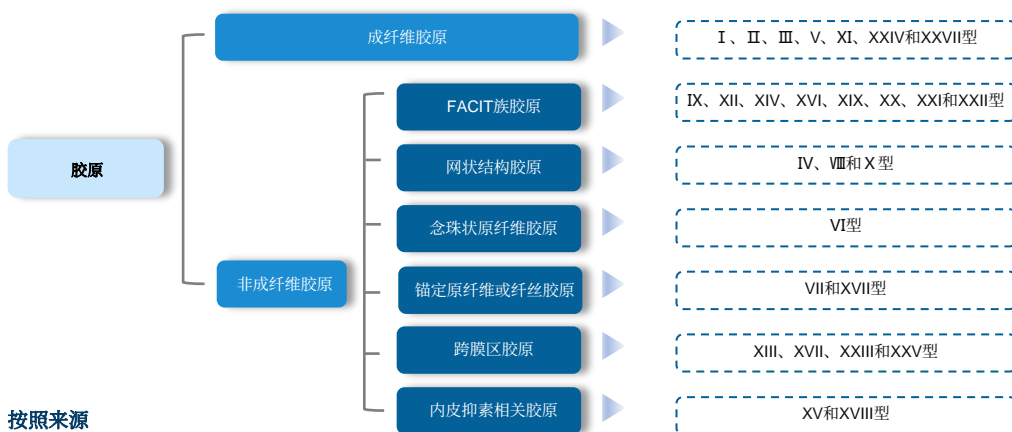 成纤维胶原
Ⅰ、Ⅱ、Ⅲ、V、XI、XXIV和XXVII型
FACIT族胶原
IX、XII、XIV、XVI、XIX、XX、XXI和XXII型
胶原
网状结构胶原
IV、Ⅷ和X型
念珠状原纤维胶原
VI型
非成纤维胶原
锚定原纤维或纤丝胶原
VII和XVII型
跨膜区胶原
XIII、XVII、XXIII和XXV型
内皮抑素相关胶原
XV和XVIII型
按照来源